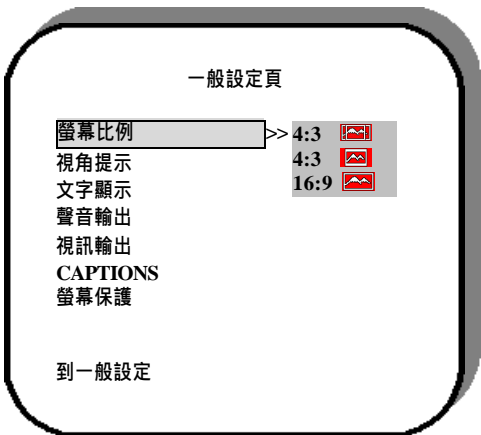 一般設定頁
螢幕比例 >> 4:3
視角提示 4:3
文字顯示 16:9
聲音輸出
視訊輸出
CAPTIONS
螢幕保護
到一般設定